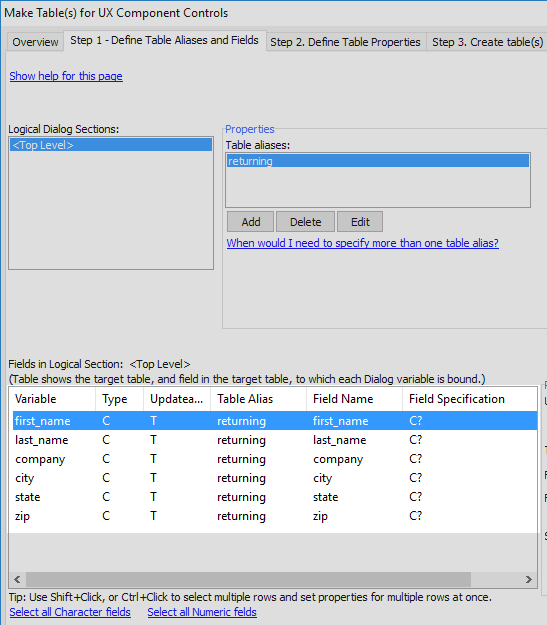 Make Table(s) for UX Component Controls
Overview Step 1 - Define Table Aliases and Fields Step 2. Define Table Properties Step 3. Create table(s)
Show help for this page
Logical Dialog Sections:
<Top Level>
Properties
Table aliases:
returning
Add Delete Edit
When would I need to specify more than one table alias?
Fields in Logical Section: <Top Level>
(Table shows the target table, and field in the target table, to which each Dialog variable is bound.)
Variable Type Updatea... Table Alias Field Name Field Specification
first_name C T returning first_name C?
last_name C T returning last_name C?
company C T returning company C?
city C T returning city C?
state C T returning state C?
zip C T returning zip C?
Tip: Use Shift+Click, or Ctrl+Click to select multiple rows and set properties for multiple rows at once.
Select all Character fields Select all Numeric fields